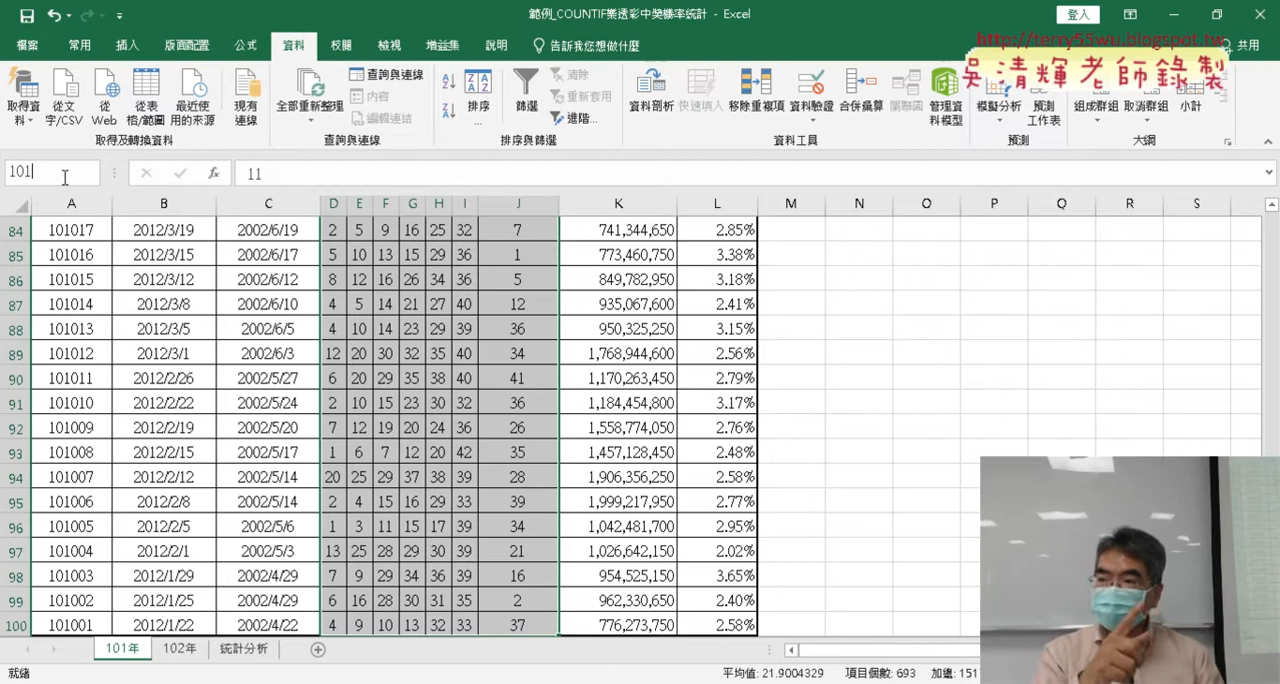 範例_COUNTIF樂透彩中獎機率統計 - Excel
登入
檔案 常用 插入 版面配置 公式 資料 校閱 檢視 增益集 說明 告訴我您想做什麼 共用
http://terry55wu.blogspot.tw
吳清輝老師錄製
取得資料 從文字/CSV 從 Web 從表格/範圍 最近使用的來源 現有連線 全部重新整理 查詢與連線 內容 編輯連結 排序... 篩選 清除 重新套用 進階... 資料剖析 快速填入 移除重複項 資料驗證 合併彙算 關聯圖 管理資料模型 模擬分析 預測工作表 組成群組 取消群組 小計
取得及轉換資料 查詢與連線 排序與篩選 資料工具 預測 大綱
101 fx 11
A B C D E F G H I J K L M N O P Q R S
84 101017 2012/3/19 2002/6/19 2 5 9 16 25 32 7 741,344,650 2.85%
85 101016 2012/3/15 2002/6/17 5 10 13 15 29 36 1 773,460,750 3.38%
86 101015 2012/3/12 2002/6/12 8 12 16 26 34 36 5 849,782,950 3.18%
87 101014 2012/3/8 2002/6/10 4 5 14 21 27 40 12 935,067,600 2.41%
88 101013 2012/3/5 2002/6/5 4 10 14 23 29 39 36 950,325,250 3.15%
89 101012 2012/3/1 2002/6/3 12 20 30 32 35 40 34 1,768,944,600 2.56%
90 101011 2012/2/26 2002/5/27 6 20 29 35 38 40 41 1,170,263,450 2.79%
91 101010 2012/2/22 2002/5/24 2 10 15 23 30 32 36 1,184,454,800 3.17%
92 101009 2012/2/19 2002/5/20 7 12 19 20 24 36 26 1,558,774,050 2.76%
93 101008 2012/2/15 2002/5/17 1 6 7 12 20 42 35 1,457,128,450 2.48%
94 101007 2012/2/12 2002/5/14 20 25 29 37 38 39 28 1,906,356,250 2.58%
95 101006 2012/2/8 2002/5/14 2 4 15 16 29 33 39 1,999,217,950 2.77%
96 101005 2012/2/5 2002/5/6 1 3 11 15 17 39 34 1,042,481,700 2.95%
97 101004 2012/2/1 2002/5/3 13 25 28 29 30 39 21 1,026,642,150 2.02%
98 101003 2012/1/29 2002/4/29 7 9 29 34 36 39 16 954,525,150 3.65%
99 101002 2012/1/25 2002/4/29 6 16 28 30 31 35 2 962,330,650 2.40%
100 101001 2012/1/22 2002/4/22 4 9 10 13 32 33 37 776,273,750 2.58%
101年 102年 統計分析
就緒 平均值: 21.9004329 項目個數: 693 加總: 151